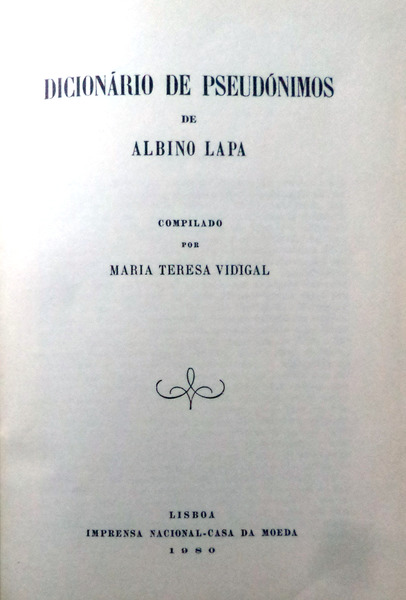 DICIONÁRIO DE PSEUDÓNIMOS
DE
ALBINO LAPA
COMPILADO
POR
MARIA TERESA VIDIGAL
LISBOA
IMPRENSA NACIONAL-CASA DA MOEDA
1980